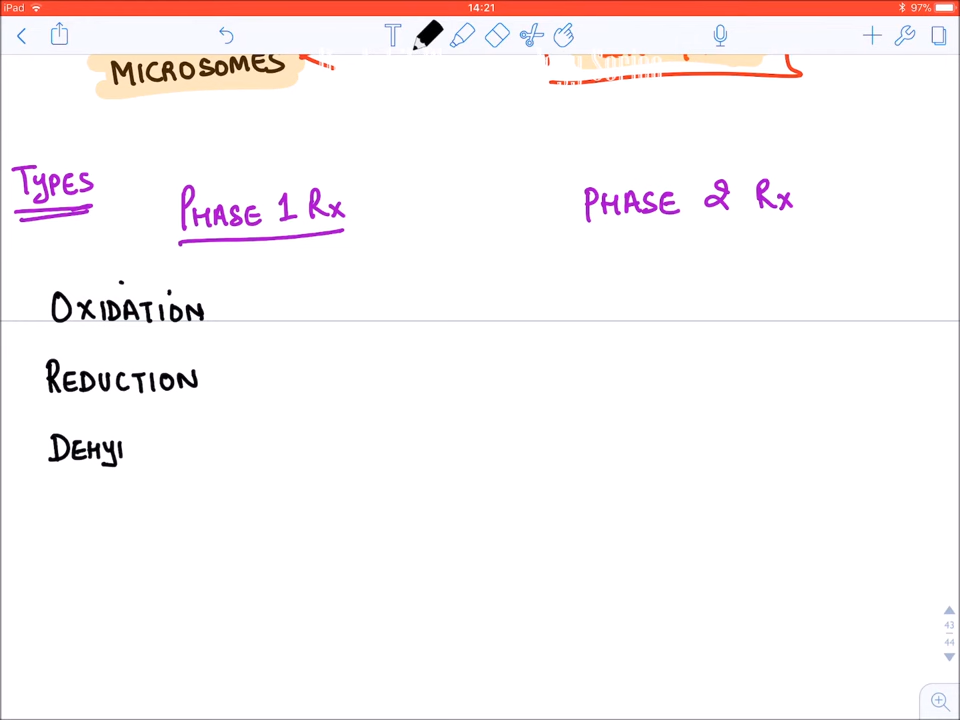 iPad 14:21 97%
T
MICROSOMES
TYPES
PHASE 1 Rx PHASE 2 Rx
OXIDATION
REDUCTION
DEHYI
43
44